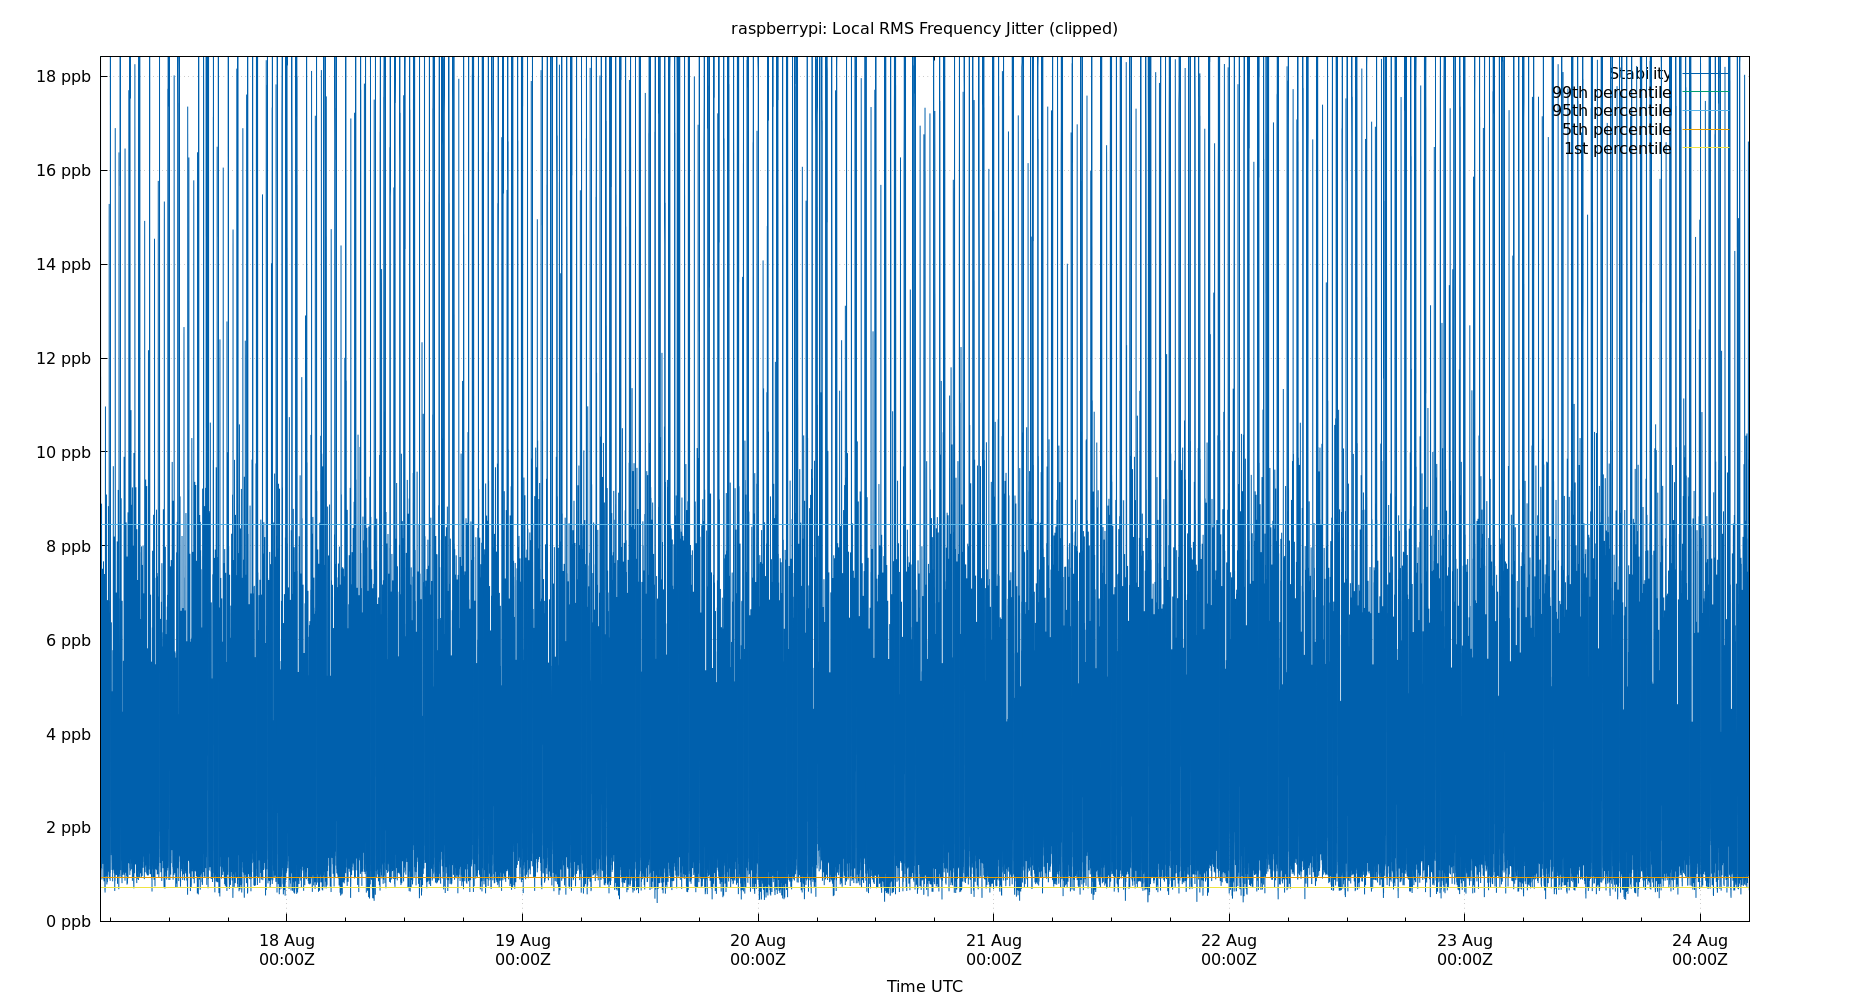 raspberrypi: Local RMS Frequency Jitter (clipped)
18 ppb
16 ppb
14 ppb
12 ppb
10 ppb
8 ppb
6 ppb
4 ppb
2 ppb
0 ppb
Stability
99th percentile
95th percentile
5th percentile
1st percentile
18 Aug 19 Aug 20 Aug 21 Aug 22 Aug 23 Aug 24 Aug
00:00Z 00:00Z 00:00Z 00:00Z 00:00Z 00:00Z 00:00Z
Time UTC